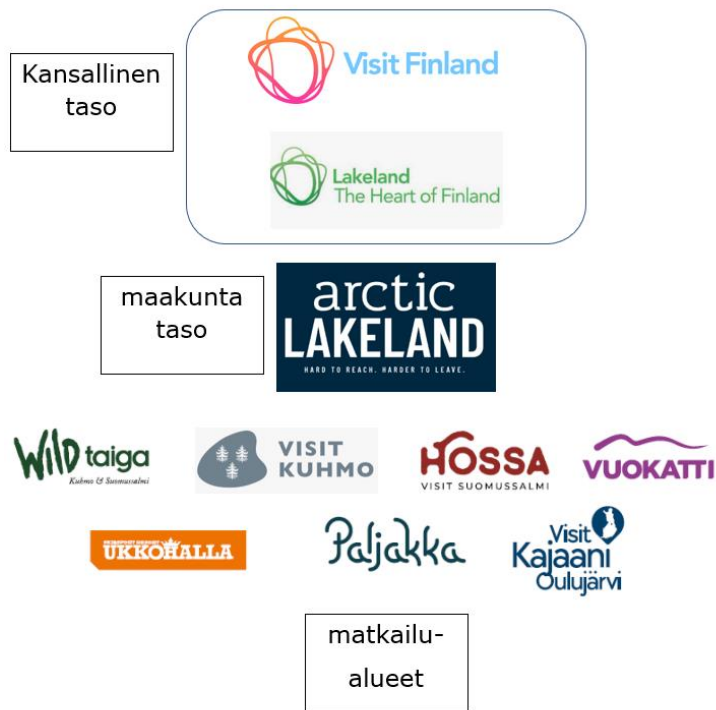 Kansallinen
taso
Visit Finland
Lakeland
The Heart of Finland
maakunta
taso
arctic
LAKELAND
HARD TO REACH. HARDER TO LEAVE.
Wild taiga
Kuhmo & Suomussalmi
VISIT
KUHMO
HOSSA
VISIT SUOMUSSALMI
VUOKATTI
UKKOHALLA
Paljakka
Visit
Kajaani
Oulujärvi
matkailu-
alueet